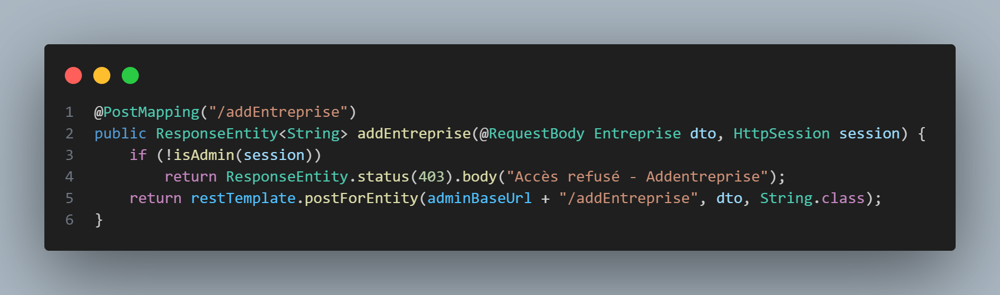 1 @PostMapping("/addEntreprise")
2 public ResponseEntity<String> addEntreprise(@RequestBody Entreprise dto, HttpSession session) {
3     if (!isAdmin(session))
4         return ResponseEntity.status(403).body("Accès refusé - Addentreprise");
5     return restTemplate.postForEntity(adminBaseUrl + "/addEntreprise", dto, String.class);
6 }